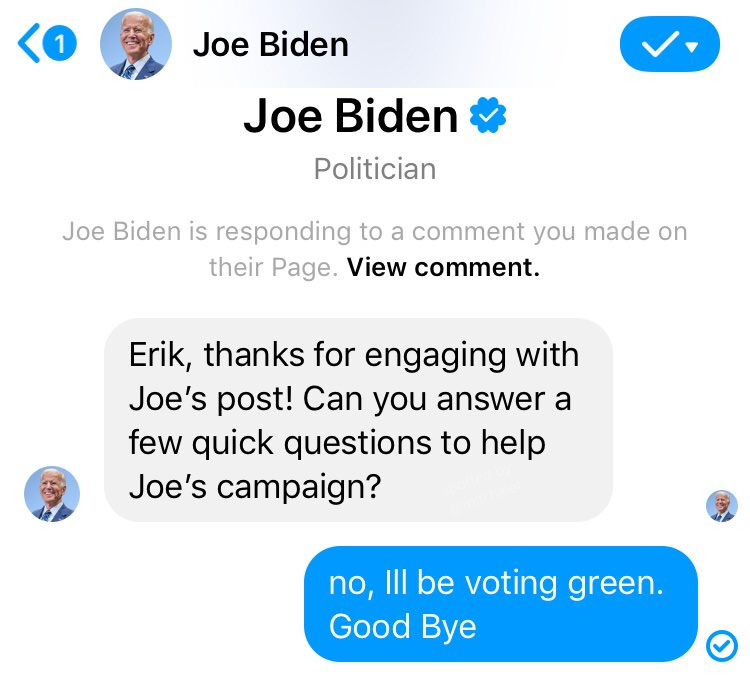 1
Joe Biden
Joe Biden
Politician
Joe Biden is responding to a comment you made on
their Page. View comment.
Erik, thanks for engaging with
Joe's post! Can you answer a
few quick questions to help
Joe's campaign?
no, Ill be voting green.
Good Bye